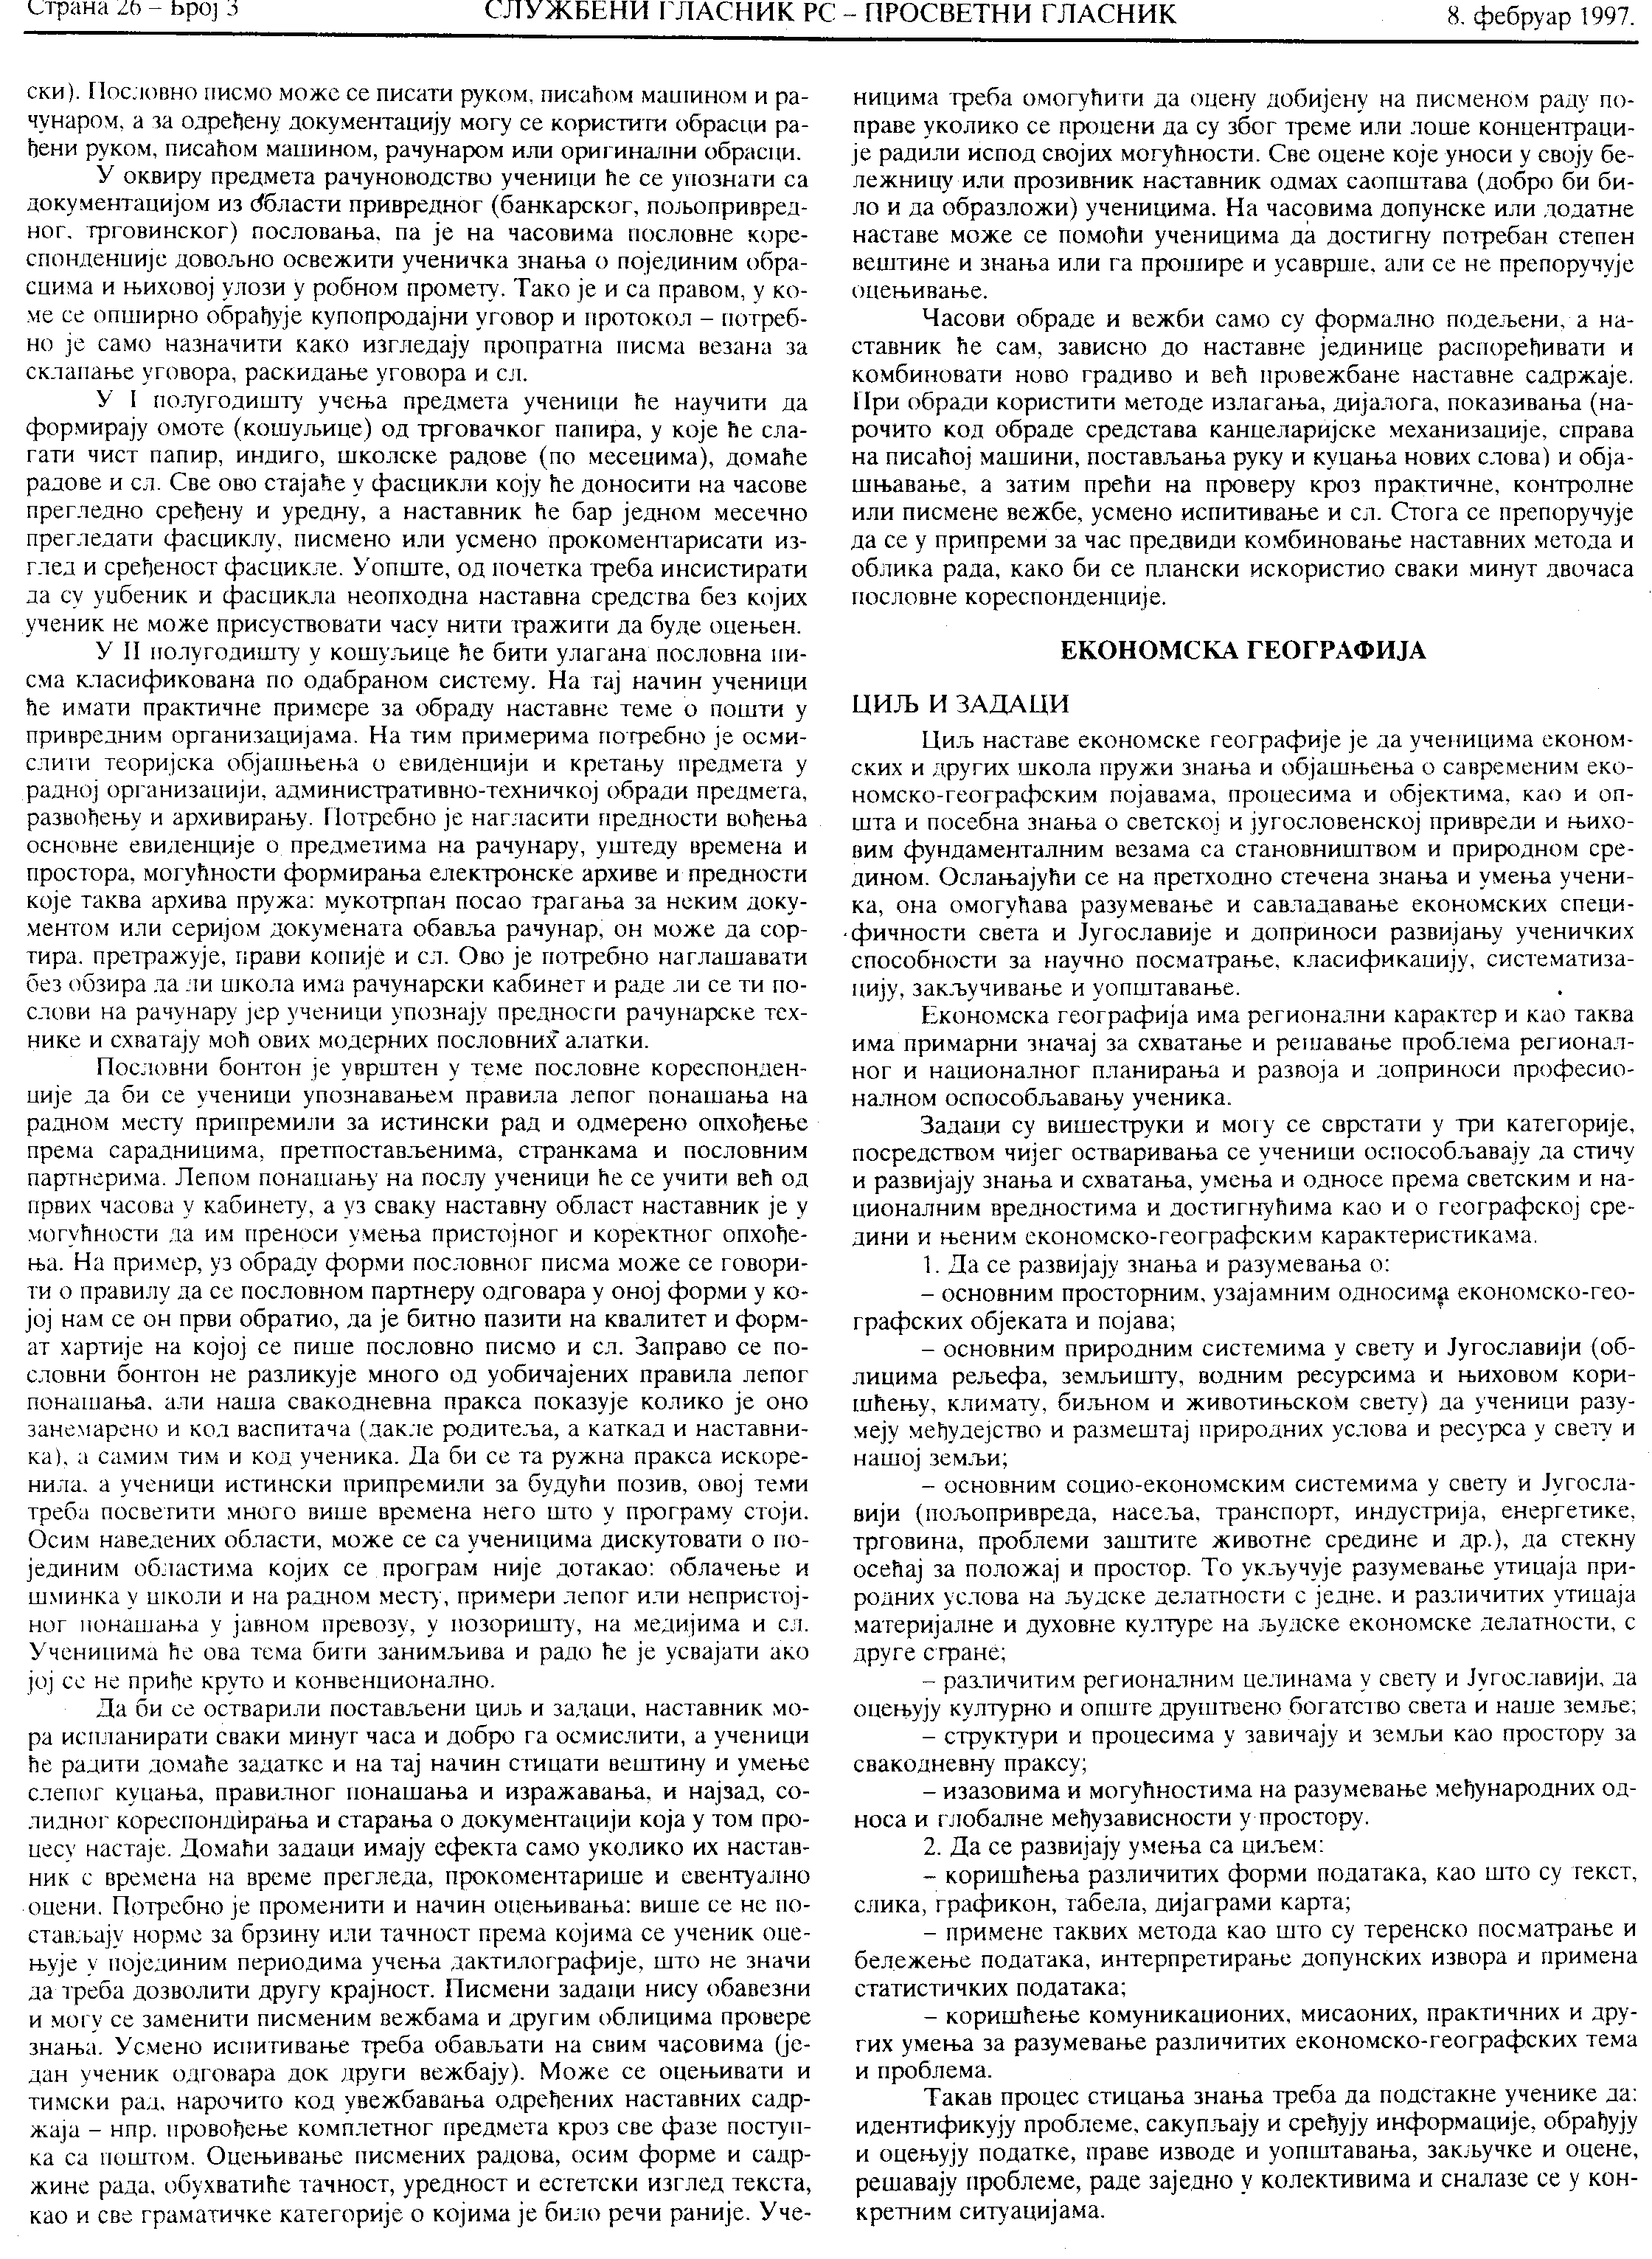 Страна 26 – Број 3
СЛУЖБЕНИ ГЛАСНИК РС – ПРОСВЕТНИ ГЛАСНИК
8. фебруар 1997.
ски). Пословно писмо може се писати руком, писаћом машином и ра-
чунаром, а за одређену документацију могу се користити обрасци ра-
ђени руком, писаћом машином, рачунаром или оригинални обрасци.
У оквиру предмета рачуноводство ученици ће се упознати са
документацијом из области привредног (банкарског, пољопривред-
ног, трговинског) пословања, па је на часовима пословне коре-
спонденције довољно освежити ученичка знања о појединим обра-
сцима и њиховој улози у робном промету. Тако је и са правом, у ко-
ме се опширно обрађује купопродајни уговор и протокол – потреб-
но је само назначити како изгледају пропратна писма везана за
склапање уговора, раскидање уговора и сл.
У I полугодишту учења предмета ученици ће научити да
формирају омоте (кошуљице) од трговачког папира, у које ће сла-
гати чист папир, индиго, школске радове (по месецима), домаће
радове и сл. Све ово стајаће у фасцикли коју ће доносити на часове
прегледно сређену и уредну, а наставник ће бар једном месечно
прегледати фасциклу, писмено или усмено прокоментарисати из-
глед и сређеност фасцикле. Уопште, од почетка треба инсистирати
да су уџбеник и фасцикла неопходна наставна средства без којих
ученик не може присуствовати часу нити тражити да буде оцењен.
У II полугодишту у кошуљице ће бити улагана пословна пи-
сма класификована по одабраном систему. На тај начин ученици
ће имати практичне примере за обраду наставне теме о пошти у
привредним организацијама. На тим примерима потребно је осми-
слити теоријска објашњења о евиденцији и кретању предмета у
радној организацији, административно-техничкој обради предмета,
развођењу и архивирању. Потребно је нагласити предности вођења
основне евиденције о предметима на рачунару, уштеду времена и
простора, могућности формирања електронске архиве и предности
које таква архива пружа: мукотрпан посао трагања за неким доку-
ментом или серијом докумената обавља рачунар, он може да сор-
тира, претражује, прави копије и сл. Ово је потребно наглашавати
без обзира да ли школа има рачунарски кабинет и раде ли се ти по-
слови на рачунару јер ученици упознају предности рачунарске тех-
нике и схватају моћ ових модерних пословних алатки.
Пословни бонтон је уврштен у теме пословне кореспонден-
ције да би се ученици упознавањем правила лепог понашања на
радном месту припремили за истински рад и одмерено опхођење
према сарадницима, претпостављенима, странкама и пословним
партнерима. Лепом понашању на послу ученици ће се учити већ од
првих часова у кабинету, а уз сваку наставну област наставник је у
могућности да им преноси умења пристојног и коректног опхође-
ња. На пример, уз обраду форми пословног писма може се говори-
ти о правилу да се пословном партнеру одговара у оној форми у ко-
јој нам се он први обратио, да је битно пазити на квалитет и форм-
ат хартије на којој се пише пословно писмо и сл. Заправо се по-
словни бонтон не разликује много од уобичајених правила лепог
понашања, али наша свакодневна пракса показује колико је оно
занемарено и код васпитача (дакле родитеља, а каткад и наставни-
ка), а самим тим и код ученика. Да би се та ружна пракса искоре-
нила, а ученици истински припремили за будући позив, овој теми
треба посветити много више времена него што у програму стоји.
Осим наведених области, може се са ученицима дискутовати о по-
јединим областима којих се програм није дотакао: облачење и
шминка у школи и на радном месту, примери лепог или непристој-
ног понашања у јавном превозу, у позоришту, на медијима и сл.
Ученицима ће ова тема бити занимљива и радо ће је усвајати ако
јој се не приђе круто и конвенционално.
Да би се остварили постављени циљ и задаци, наставник мо-
ра испланирати сваки минут часа и добро га осмислити, а ученици
ће радити домаће задатке и на тај начин стицати вештину и умење
слепог куцања, правилног понашања и изражавања, и најзад, со-
лидног кореспондирања и старања о документацији која у том про-
цесу настаје. Домаћи задаци имају ефекта само уколико их настав-
ник с времена на време прегледа, прокоментарише и евентуално
оцени. Потребно је променити и начин оцењивања: више се не по-
стављају норме за брзину или тачност према којима се ученик оце-
њује у појединим периодима учења дактилографије, што не значи
да треба дозволити другу крајност. Писмени задаци нису обавезни
и могу се заменити писменим вежбама и другим облицима провере
знања. Усмено испитивање треба обављати на свим часовима (је-
дан ученик одговара док други вежбају). Може се оцењивати и
тимски рад, нарочито код увежбавања одређених наставних садр-
жаја – нпр. провођење комплетног предмета кроз све фазе поступ-
ка са поштом. Оцењивање писмених радова, осим форме и садр-
жине рада, обухватиће тачност, уредност и естетски изглед текста,
као и све граматичке категорије о којима је било речи раније. Уче-
ницима треба омогућити да оцену добијену на писменом раду по-
праве уколико се процени да су због треме или лоше концентраци-
је радили испод својих могућности. Све оцене које уноси у своју бе-
лежницу или прозивник наставник одмах саопштава (добро би би-
ло и да образложи) ученицима. На часовима допунске или додатне
наставе може се помоћи ученицима да достигну потребан степен
вештине и знања или га прошире и усаврше, али се не препоручује
оцењивање.
Часови обраде и вежби само су формално подељени, а на-
ставник ће сам, зависно до наставне јединице распоређивати и
комбиновати ново градиво и већ провежбане наставне садржаје.
При обради користити методе излагања, дијалога, показивања (на-
рочито код обраде средстава канцеларијске механизације, справа
на писаћој машини, постављања руку и куцања нових слова) и обја-
шњавање, а затим прећи на проверу кроз практичне, контролне
или писмене вежбе, усмено испитивање и сл. Стога се препоручује
да се у припреми за час предвиди комбиновање наставних метода и
облика рада, како би се плански искористио сваки минут двочаса
пословне кореспонденције.
ЕКОНОМСКА ГЕОГРАФИЈА
ЦИЉ И ЗАДАЦИ
Циљ наставе економске географије је да ученицима економ-
ских и других школа пружи знања и објашњења о савременим еко-
номско-географским појавама, процесима и објектима, као и оп-
шта и посебна знања о светској и југословенској привреди и њихо-
вим фундаменталним везама са становништвом и природном сре-
дином. Ослањајући се на претходно стечена знања и умења учени-
ка, она омогућава разумевање и савладавање економских специ-
фичности света и Југославије и доприноси развијању ученичких
способности за научно посматрање, класификацију, систематиза-
цију, закључивање и уопштавање.
Економска географија има регионални карактер и као таква
има примарни значај за схватање и решавање проблема регионал-
ног и националног планирања и развоја и доприноси професио-
налном оспособљавању ученика.
Задаци су вишеструки и могу се сврстати у три категорије,
посредством чијег остваривања се ученици оспособљавају да стичу
и развијају знања и схватања, умења и односе према светским и на-
ционалним вредностима и достигнућима као и о географској сре-
дини и њеним економско-географским карактеристикама.
1. Да се развијају знања и разумевања о:
– основним просторним, узајамним односима економско-гео-
графских објеката и појава;
– основним природним системима у свету и Југославији (об-
лицима рељефа, земљишту, водним ресурсима и њиховом кори-
шћењу, климату, биљном и животињском свету) да ученици разу-
меју међудејство и размештај природних услова и ресурса у свету и
нашој земљи;
– основним социо-економским системима у свету и Југосла-
вији (пољопривреда, насеља, транспорт, индустрија, енергетике,
трговина, проблеми заштите животне средине и др.), да стекну
осећај за положај и простор. То укључује разумевање утицаја при-
родних услова на људске делатности с једне, и различитих утицаја
материјалне и духовне културе на људске економске делатности, с
друге стране;
– различитим регионалним целинама у свету и Југославији, да
оцењују културно и опште друштвено богатство света и наше земље;
– структури и процесима у завичају и земљи као простору за
свакодневну праксу;
– изазовима и могућностима на разумевање међународних од-
носа и глобалне међузависности у простору.
2. Да се развијају умења са циљем:
– коришћења различитих форми података, као што су текст,
слика, графикон, табела, дијаграми карта;
– примене таквих метода као што су теренско посматрање и
бележење података, интерпретирање допунских извора и примена
статистичких података;
– коришћење комуникационих, мисаоних, практичних и дру-
гих умења за разумевање различитих економско-географских тема
и проблема.
Такав процес стицања знања треба да подстакне ученике да:
идентификују проблеме, сакупљају и сређују информације, обрађују
и оцењују податке, праве изводе и уопштавања, закључке и оцене,
решавају проблеме, раде заједно у колективима и сналазе се у кон-
кретним ситуацијама.